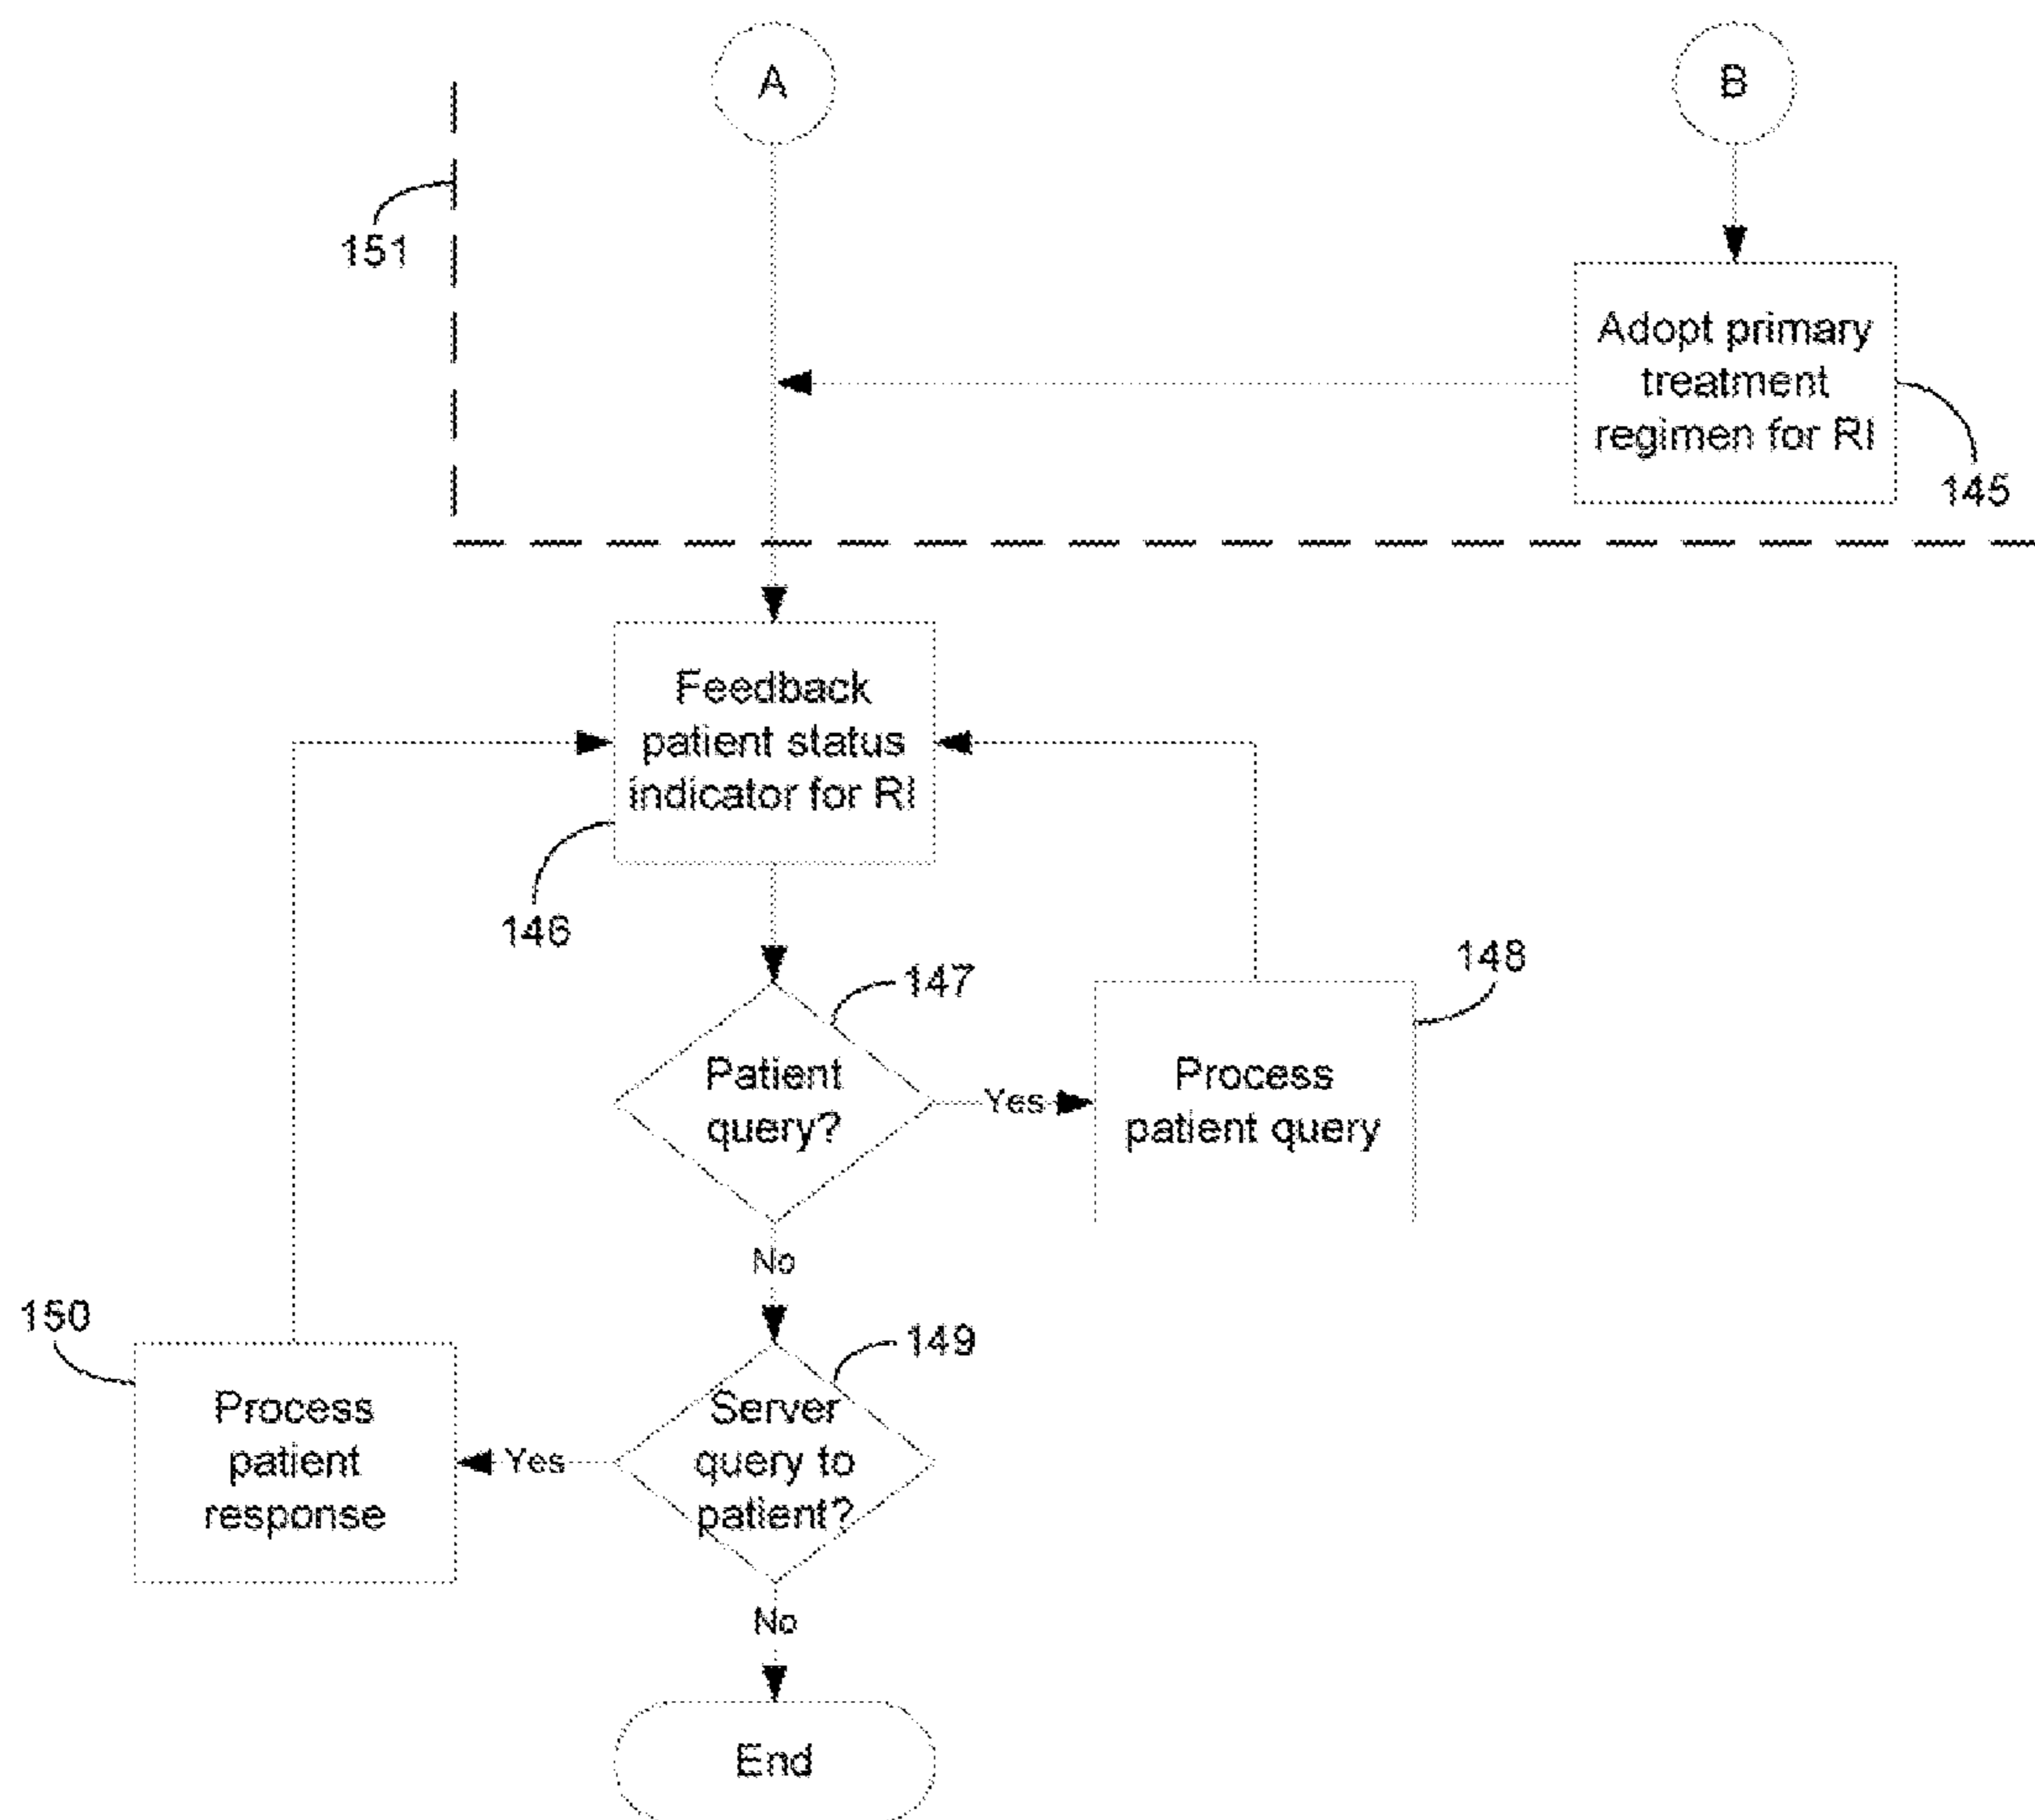 A
B
151
Adopt primary
treatment
regimen for RI
145
Feedback
patient status
indicator for RI
146
147
148
Patient
query?
Yes
Process
patient query
No
150
149
Process
patient
response
Yes
Server
query to
patient?
No
End